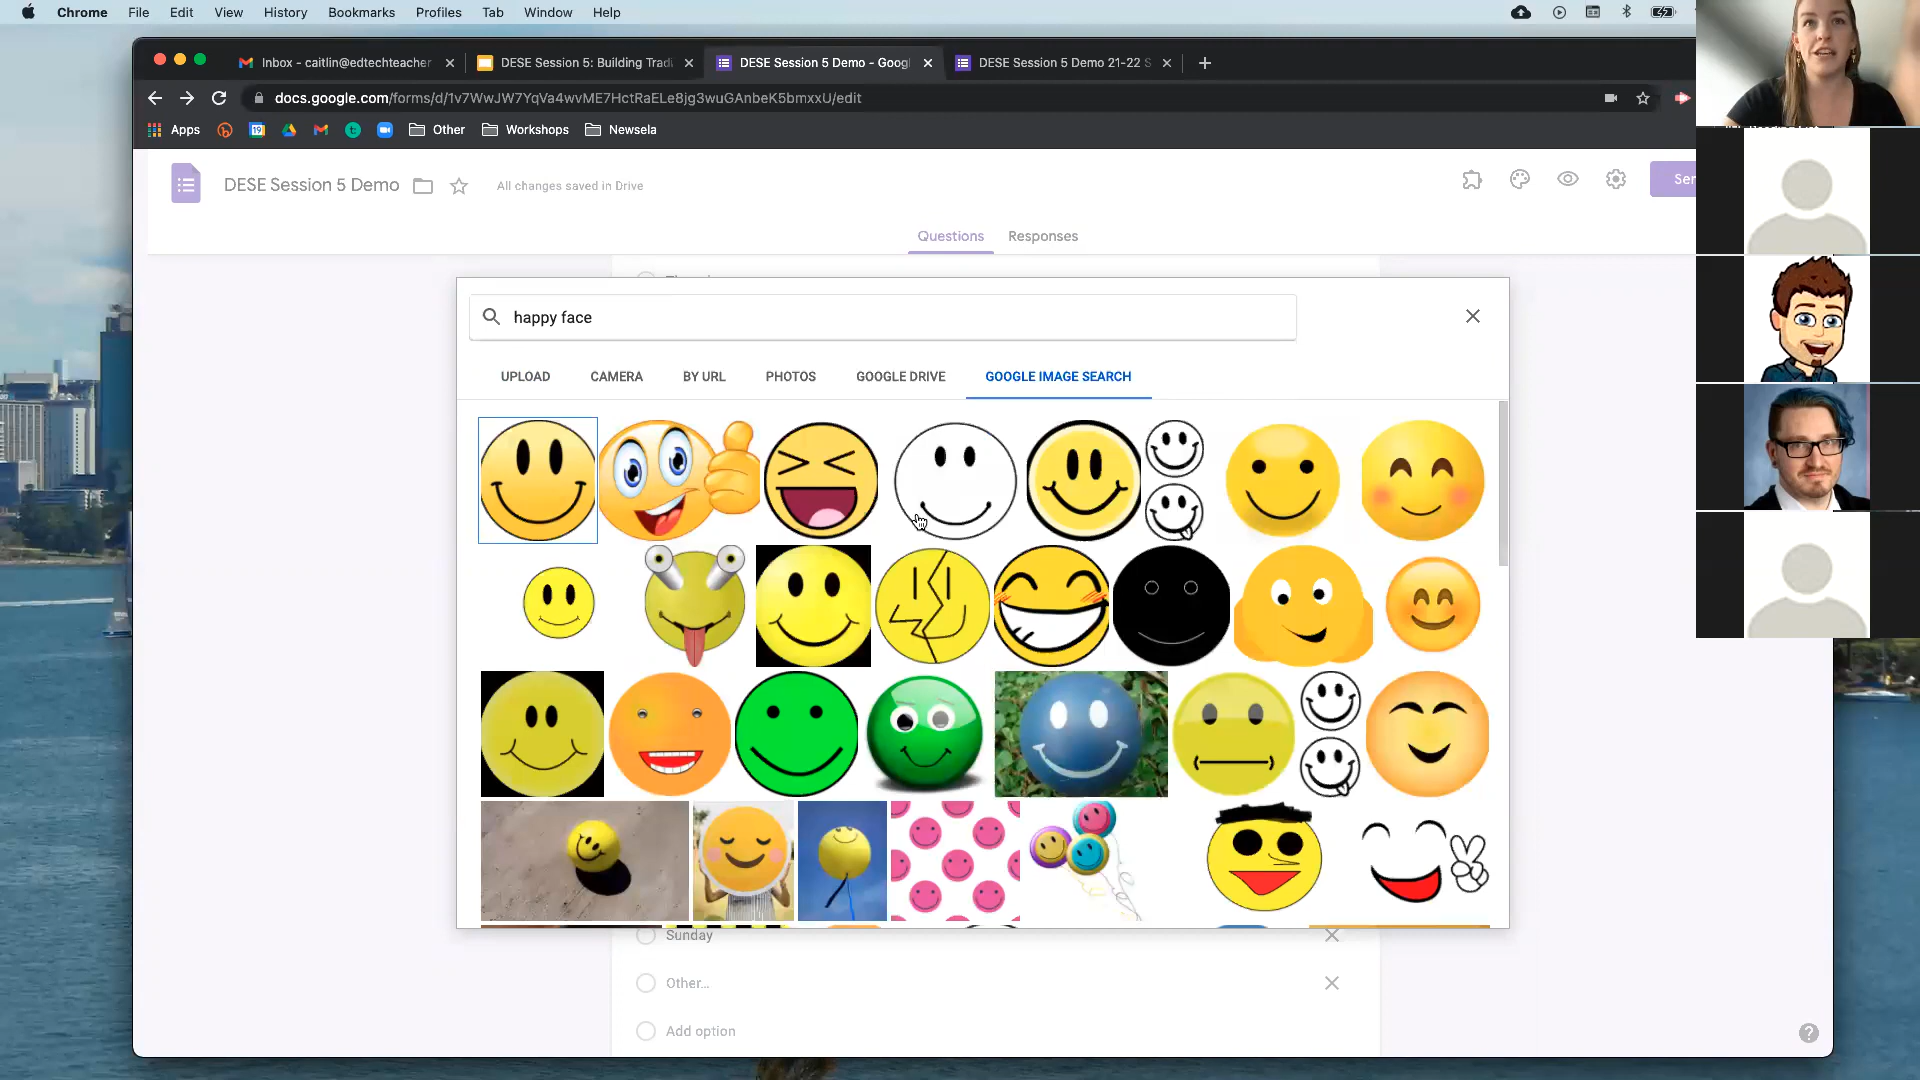 Chrome File Edit View History Bookmarks Profiles Tab Window Help
Inbox - caitlin@edtechteacher
DESE Session 5: Building Tradi
DESE Session 5 Demo - Googl
DESE Session 5 Demo 21-22 S
docs.google.com/forms/d/1v7WwJW7YqVa4wvME7HctRaELe8jg3wuGAnbeK5bmxxU/edit
Apps Other Workshops Newsela
DESE Session 5 Demo
All changes saved in Drive
Questions Responses
happy face
UPLOAD CAMERA BY URL PHOTOS GOOGLE DRIVE GOOGLE IMAGE SEARCH
Sunday
Other...
Add option